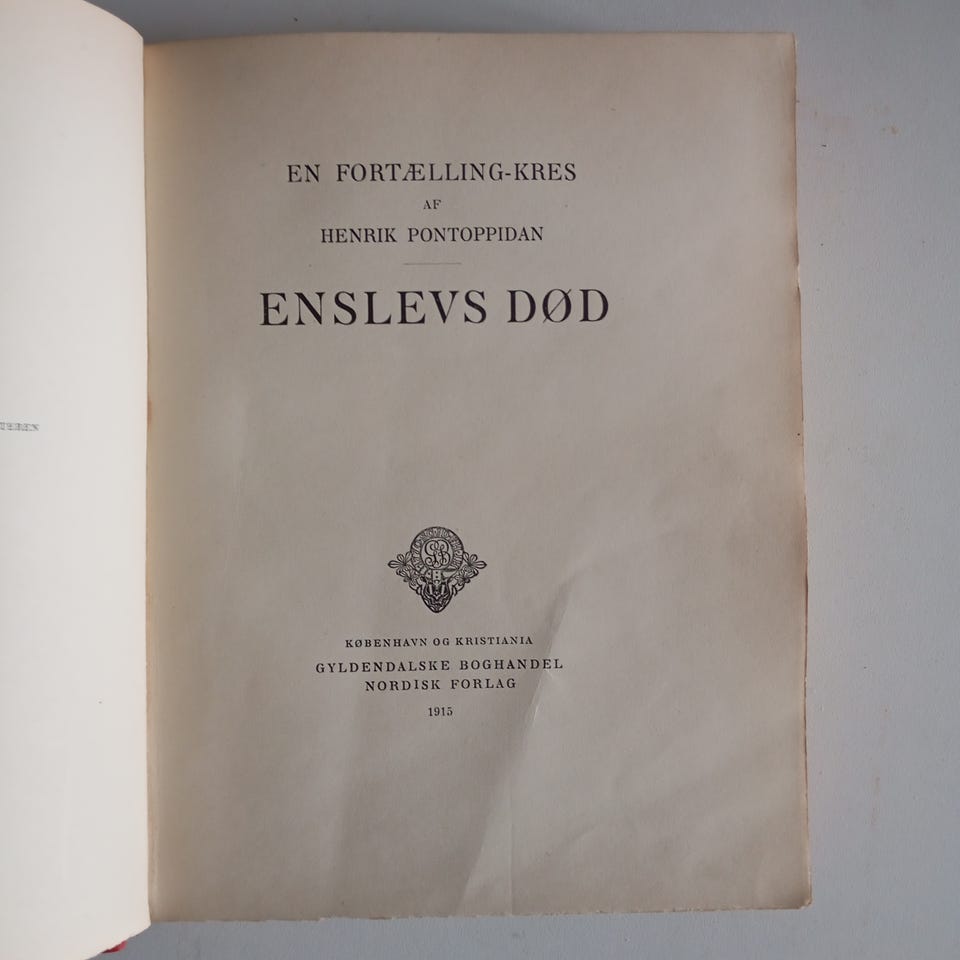 EN FORTÆLLING-KRES
AF
HENRIK PONTOPPIDAN
ENSLEVS DØD
KØBENHAVN OG KRISTIANIA
GYLDENDALSKE BOGHANDEL
NORDISK FORLAG
1915